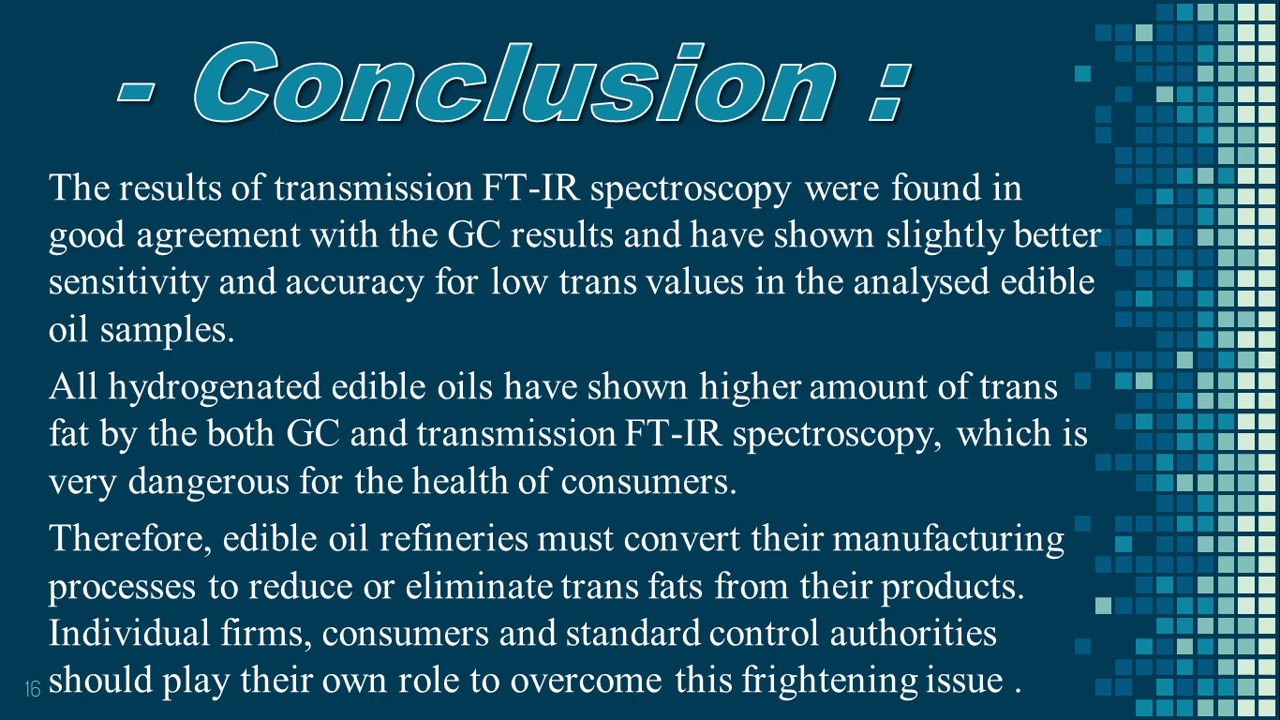 - Conclusion :
The results of transmission FT-IR spectroscopy were found in
good agreement with the GC results and have shown slightly better
sensitivity and accuracy for low trans values in the analysed edible
oil samples.
All hydrogenated edible oils have shown higher amount of trans
fat by the both GC and transmission FT-IR spectroscopy, which is
very dangerous for the health of consumers.
Therefore, edible oil refineries must convert their manufacturing
processes to reduce or eliminate trans fats from their products.
Individual firms, consumers and standard control authorities
should play their own role to overcome this frightening issue .
16